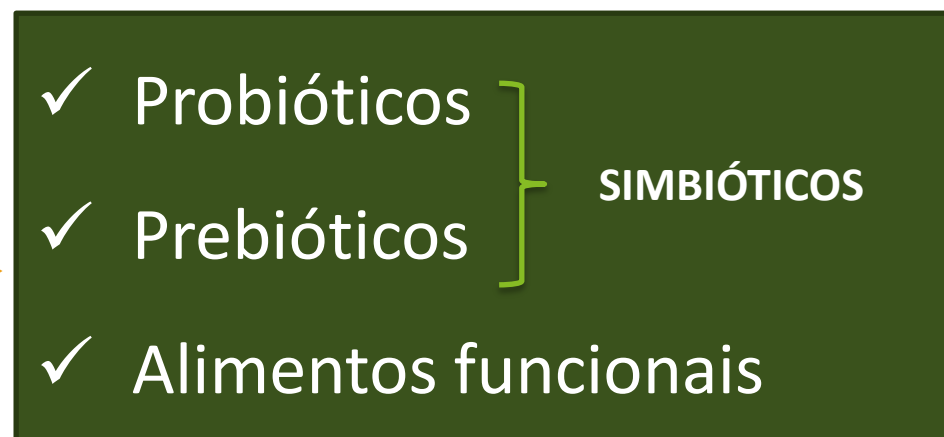 ✓ Probióticos
SIMBIÓTICOS
✓ Prebióticos
✓ Alimentos funcionais